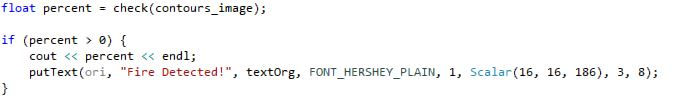 float percent = check(contours_image);
if (percent > 0) {
cout << percent << endl;
putText(ori, "Fire Detected!", textOrg, FONT_HERSHEY_PLAIN, 1, Scalar(16, 16, 186), 3, 8);
}